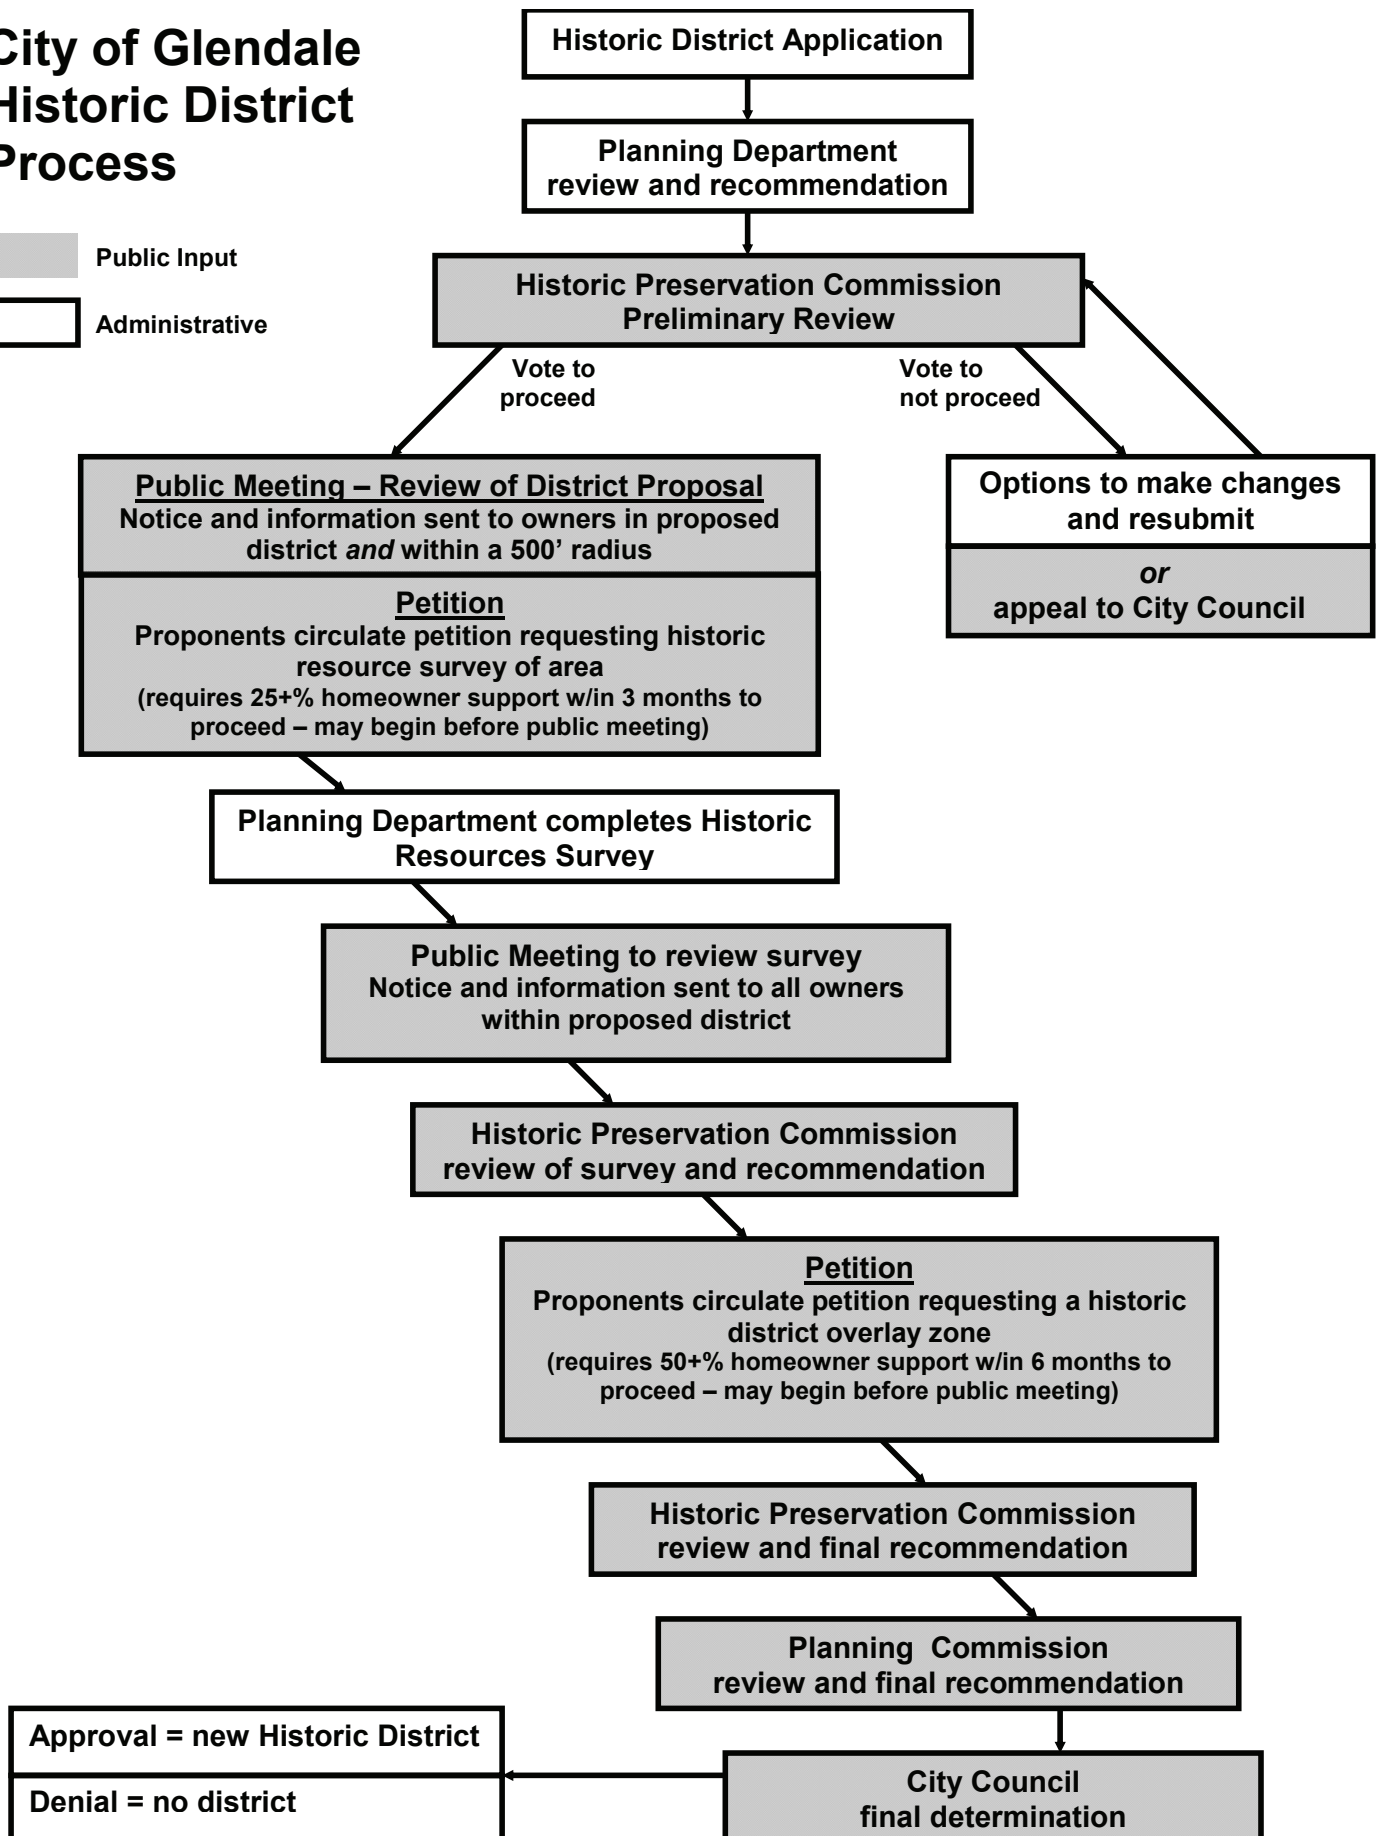 City of Glendale
Historic District
Process
Public Input
Administrative
Historic District Application
Planning Department
review and recommendation
Historic Preservation Commission
Preliminary Review
Vote to
proceed
Vote to
not proceed
Public Meeting – Review of District Proposal
Notice and information sent to owners in proposed
district and within a 500’ radius
Petition
Proponents circulate petition requesting historic
resource survey of area
(requires 25+% homeowner support w/in 3 months to
proceed – may begin before public meeting)
Options to make changes
and resubmit
or
appeal to City Council
Planning Department completes Historic
Resources Survey
Public Meeting to review survey
Notice and information sent to all owners
within proposed district
Historic Preservation Commission
review of survey and recommendation
Petition
Proponents circulate petition requesting a historic
district overlay zone
(requires 50+% homeowner support w/in 6 months to
proceed – may begin before public meeting)
Historic Preservation Commission
review and final recommendation
Planning Commission
review and final recommendation
City Council
final determination
Approval = new Historic District
Denial = no district